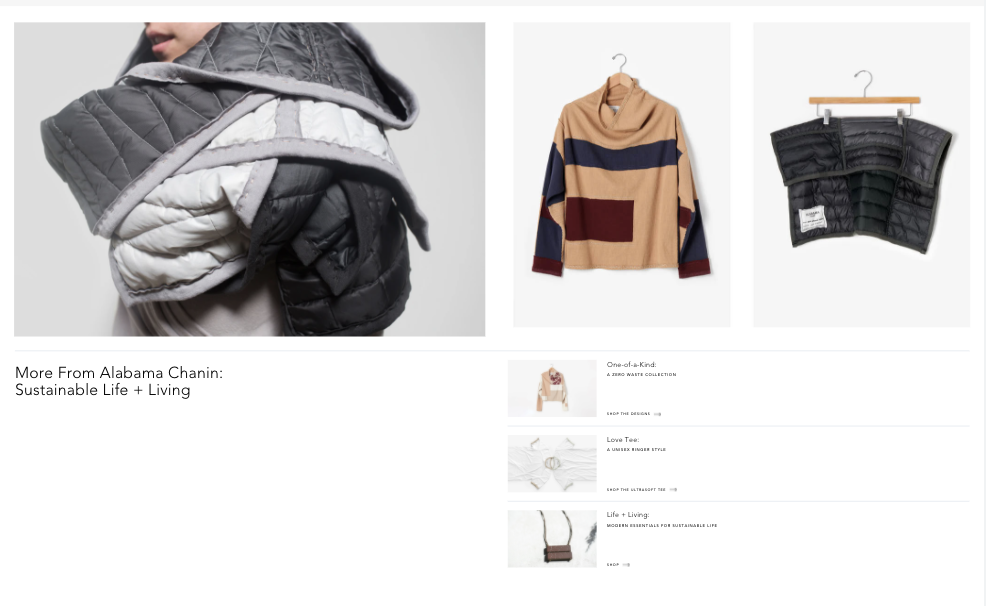 More From Alabama Chanin:
Sustainable Life + Living
One-of-a-Kind:
A ZERO WASTE COLLECTION
SHOP THE DESIGNS
Love Tee:
A UNISEX RINGER STYLE
SHOP THE ULTRASOFT TEE
Life + Living:
MODERN ESSENTIALS FOR SUSTAINABLE LIFE
SHOP